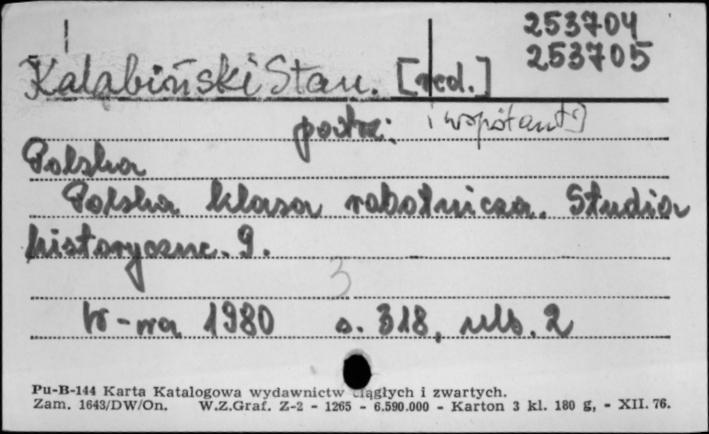 253704
253705
Kałabiński Stan. [red.]
patrz: i współaut.]
Polska
Polska klasa robotnicza. Studia
historyczne. 9.
3
W-wa 1980 s. 318, nlb. 2
Pu-B-144 Karta Katalogowa wydawnictw ciągłych i zwartych.
Zam. 1643/DW/On. W.Z.Graf. Z-2 - 1265 - 6.590.000 - Karton 3 kl. 180 g, - XII. 76.